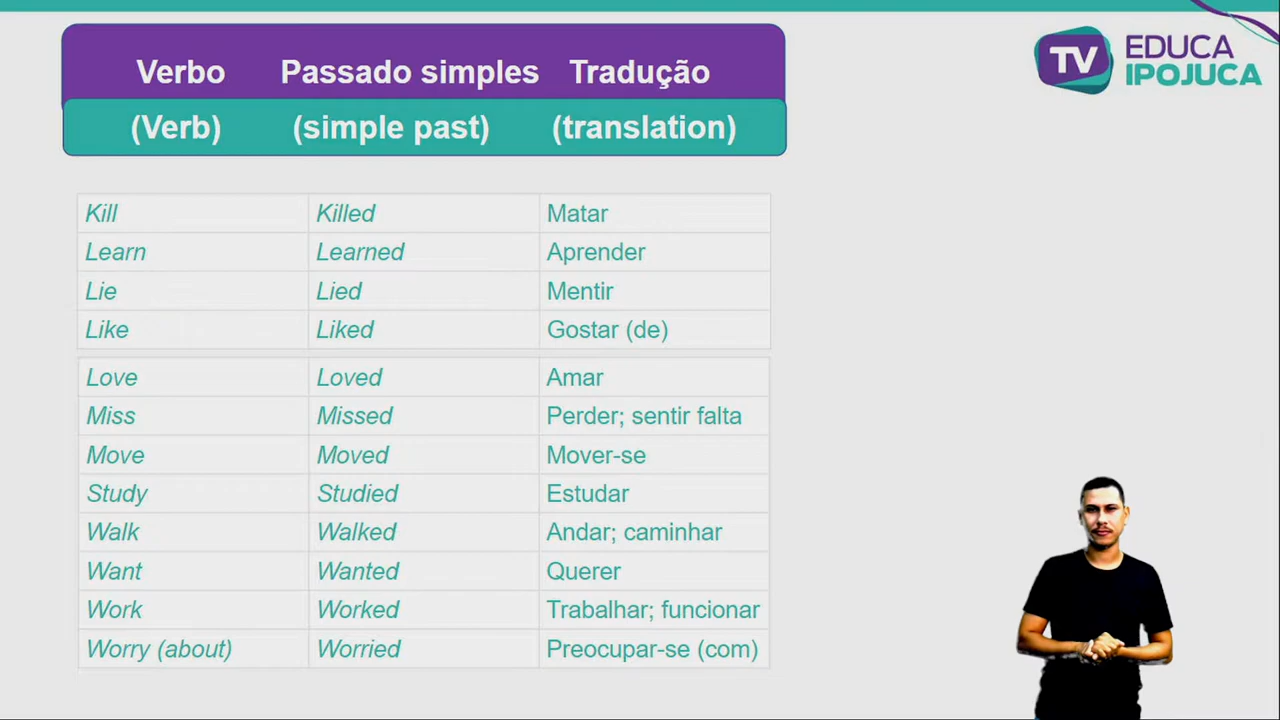 Verbo Passado simples Tradução
(Verb) (simple past) (translation)
TV EDUCA
IPOJUCA
Kill Killed Matar
Learn Learned Aprender
Lie Lied Mentir
Like Liked Gostar (de)
Love Loved Amar
Miss Missed Perder; sentir falta
Move Moved Mover-se
Study Studied Estudar
Walk Walked Andar; caminhar
Want Wanted Querer
Work Worked Trabalhar; funcionar
Worry (about) Worried Preocupar-se (com)